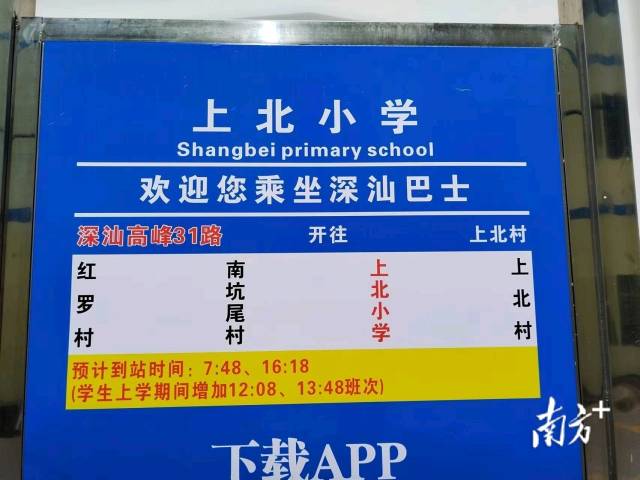 上北小学
Shangbei primary school
欢迎您乘坐深汕巴士
深汕高峰31路 开往 上北村
红罗村 南坑尾村 上北小学 上北村
预计到站时间：7:48、16:18
(学生上学期间增加12:08、13:48班次)
下载APP
南方+